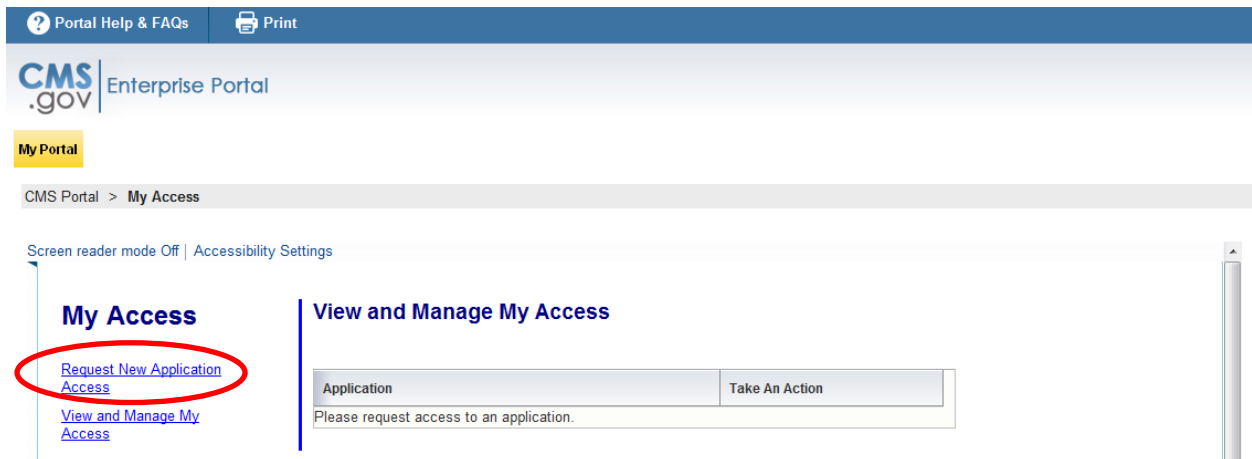 ? Portal Help & FAQs Print
CMS .gov Enterprise Portal
My Portal
CMS Portal > My Access
Screen reader mode Off | Accessibility Settings
My Access
Request New Application
Access
View and Manage My
Access
View and Manage My Access
Application Take An Action
Please request access to an application.